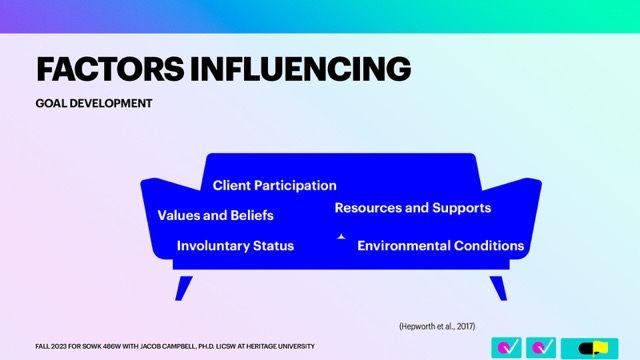 FACTORS INFLUENCING
GOAL DEVELOPMENT
Client Participation
Resources and Supports
Values and Beliefs
Involuntary Status
Environmental Conditions
(Hepworth et al., 2017)
FALL 2023 FOR SOWK 486W WITH JACOB CAMPBELL, PH.D. LICSW AT HERITAGE UNIVERSITY